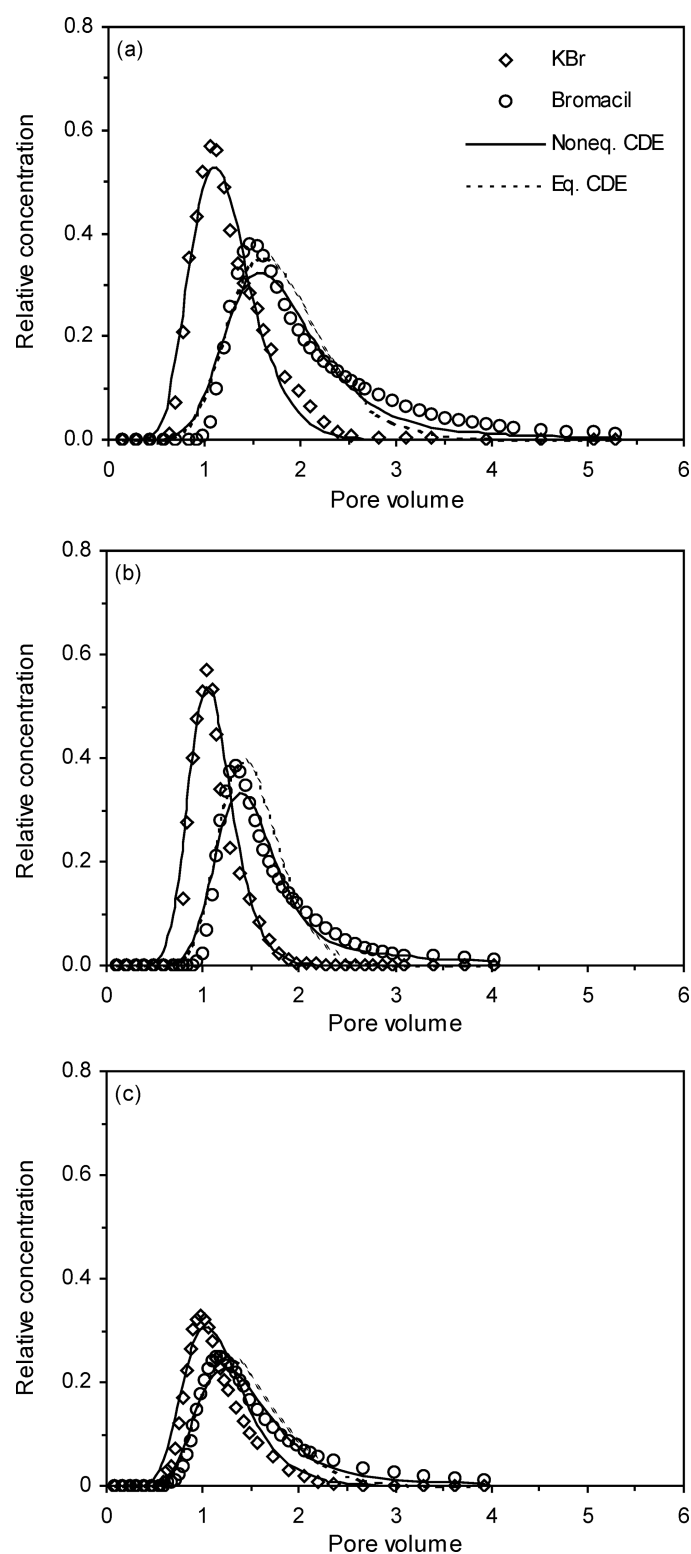 0.8
(a)
KBr
Bromacil
0.6
Noneq. CDE
Eq. CDE
Relative concentration
0.4
0.2
0.0
0 1 2 3 4 5 6
Pore volume
0.8
(b)
0.6
Relative concentration
0.4
0.2
0.0
0 1 2 3 4 5 6
Pore volume
0.8
(c)
0.6
Relative concentration
0.4
0.2
0
0 1 2 3 4 5 6
Pore volume